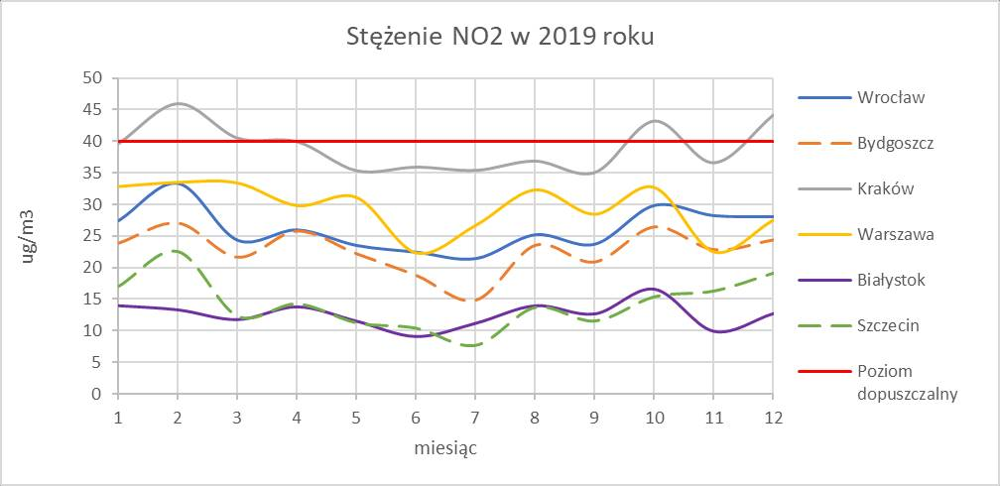 Stężenie NO2 w 2019 roku
50
45
40
35
30
25
20
15
10
5
0
ug/m3
1 2 3 4 5 6 7 8 9 10 11 12
miesiąc
Wrocław
Bydgoszcz
Kraków
Warszawa
Białystok
Szczecin
Poziom
dopuszczalny